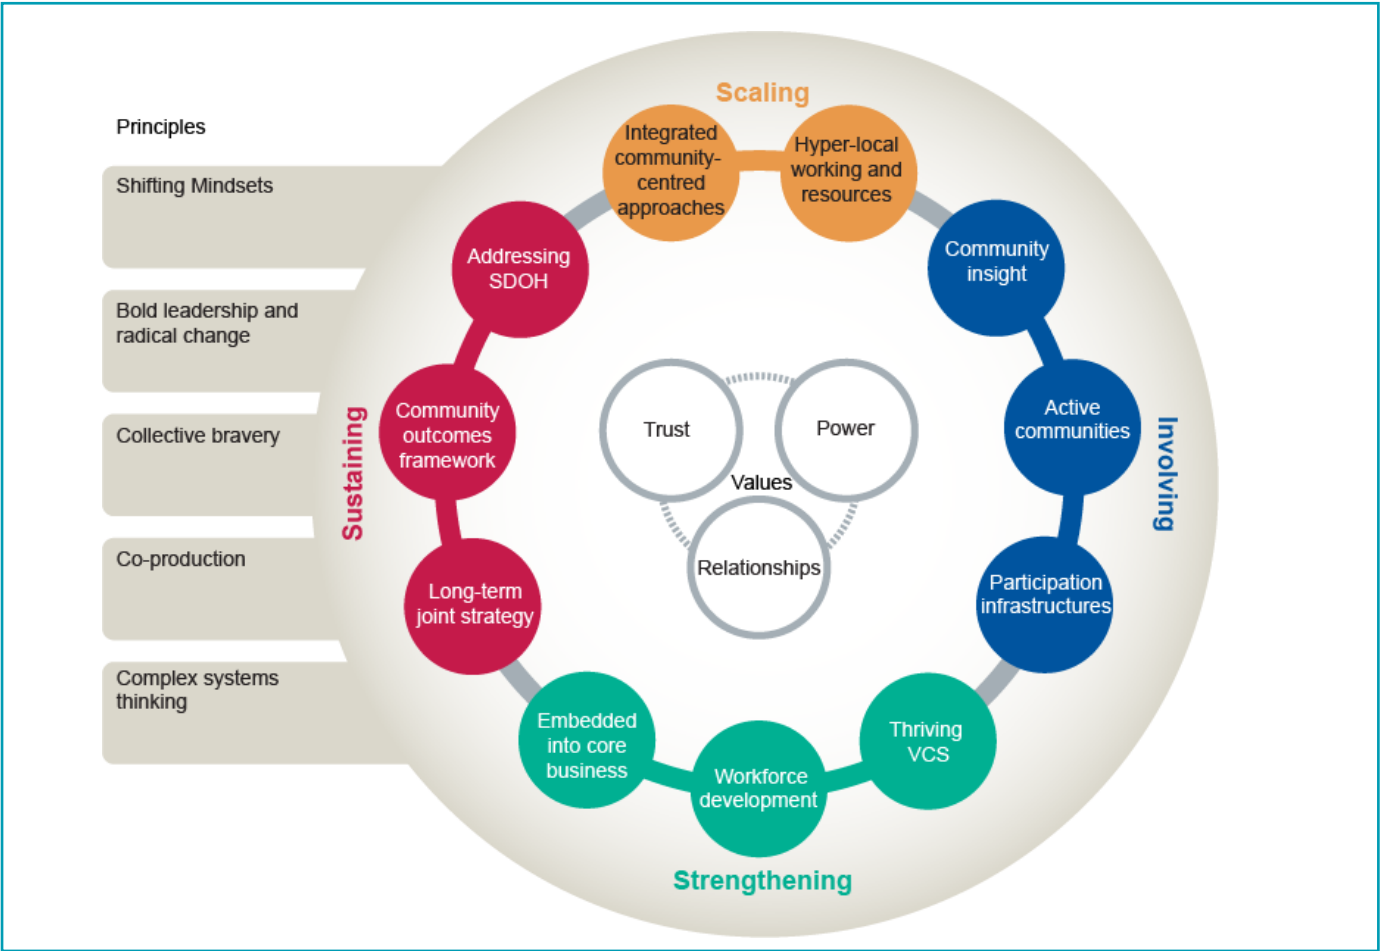 Principles
Shifting Mindsets
Bold leadership and
radical change
Collective bravery
Co-production
Complex systems
thinking
Scaling
Integrated
community-
centred
approaches
Hyper-local
working and
resources
Involving
Community
insight
Active
communities
Participation
infrastructures
Strengthening
Thriving
VCS
Workforce
development
Embedded
into core
business
Sustaining
Long-term
joint strategy
Community
outcomes
framework
Addressing
SDOH
Trust
Power
Values
Relationships